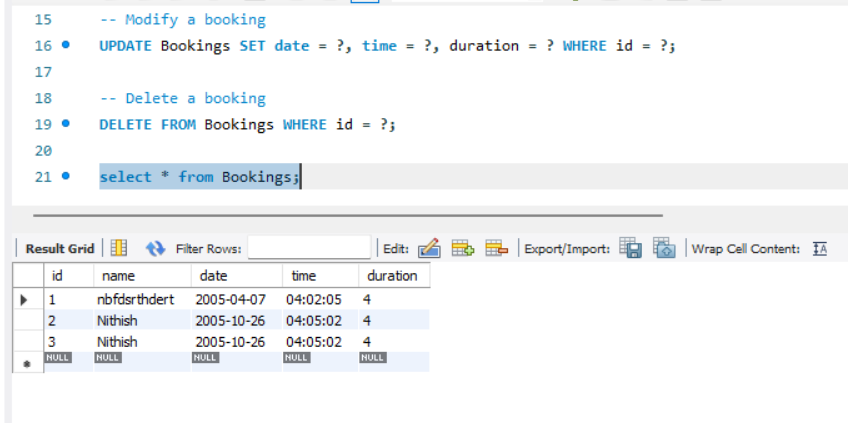 15 -- Modify a booking
16 UPDATE Bookings SET date = ?, time = ?, duration = ? WHERE id = ?;
17
18 -- Delete a booking
19 DELETE FROM Bookings WHERE id = ?;
20
21 select * from Bookings;
Result Grid Filter Rows: Edit: Export/Import: Wrap Cell Content: IA
id name date time duration
1 nbfdsrthdert 2005-04-07 04:02:05 4
2 Nithish 2005-10-26 04:05:02 4
3 Nithish 2005-10-26 04:05:02 4
NULL NULL NULL NULL NULL